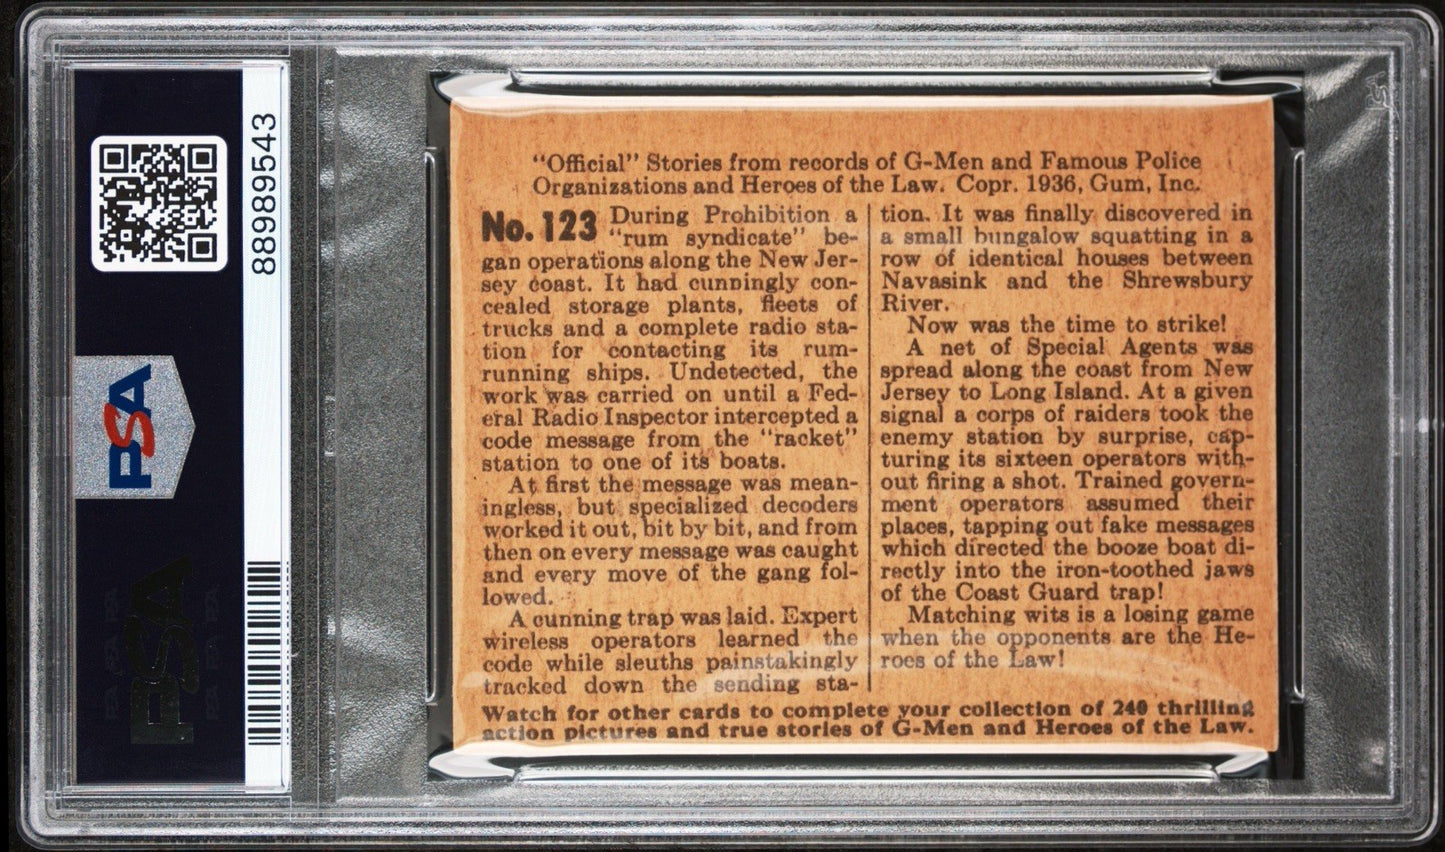 88989543
PSA
PSA
"Official" Stories from records of G-Men and Famous Police
Organizations and Heroes of the Law. Copr. 1936, Gum, Inc.
No. 123 During Prohibition a
"rum syndicate" be-
gan operations along the New Jer-
sey coast. It had cunningly con-
cealed storage plants, fleets of
trucks and a complete radio sta-
tion for contacting its rum-
running ships. Undetected, the
work was carried on until a Fed-
eral Radio Inspector intercepted a
code message from the "racket"
station to one of its boats.
At first the message was mean-
ingless, but specialized decoders
worked it out, bit by bit, and from
then on every message was caught
and every move of the gang fol-
lowed.
A cunning trap was laid. Expert
wireless operators learned the
code while sleuths painstakingly
tracked down the sending sta-
tion. It was finally discovered in
a small bungalow squatting in a
row of identical houses between
Navasink and the Shrewsbury
River.
Now was the time to strike!
A net of Special Agents was
spread along the coast from New
Jersey to Long Island. At a given
signal a corps of raiders took the
enemy station by surprise, cap-
turing its sixteen operators with-
out firing a shot. Trained govern-
ment operators assumed their
places, tapping out fake messages
which directed the booze boat di-
rectly into the iron-toothed jaws
of the Coast Guard trap!
Matching wits is a losing game
when the opponents are the He-
roes of the Law!
Watch for other cards to complete your collection of 240 thrilling
action pictures and true stories of G-Men and Heroes of the Law.